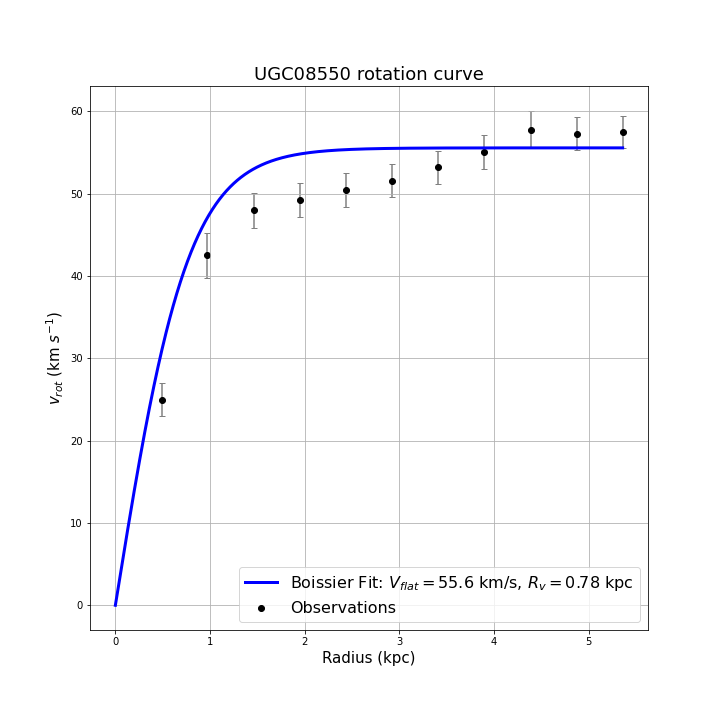 UGC08550 rotation curve
60
50
40
30
20
10
0
v_rot (km s⁻¹)
Boissier Fit: V_flat = 55.6 km/s, R_v = 0.78 kpc
Observations
0 1 2 3 4 5
Radius (kpc)